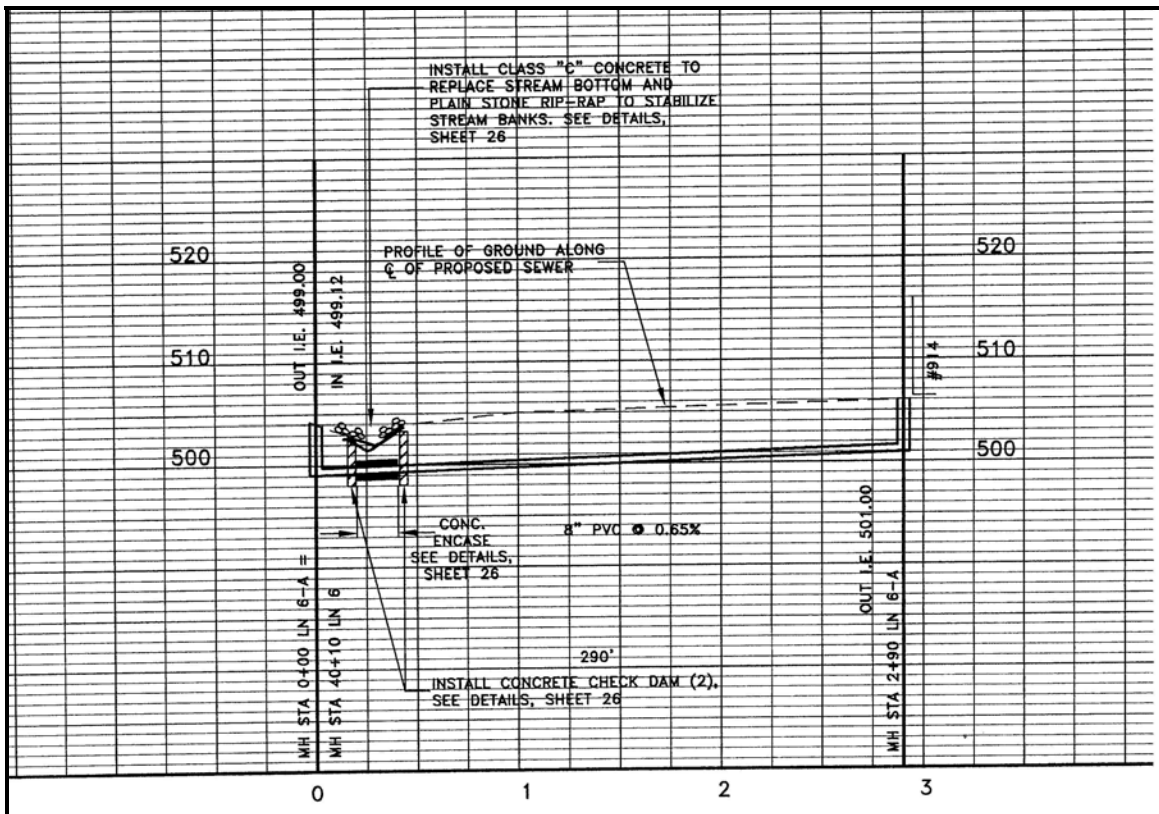 INSTALL CLASS "C" CONCRETE TO
REPLACE STREAM BOTTOM AND
PLAIN STONE RIP-RAP TO STABILIZE
STREAM BANKS. SEE DETAILS,
SHEET 26
520
520
PROFILE OF GROUND ALONG
℄ OF PROPOSED SEWER
OUT I.E. 499.00
IN I.E. 499.12
510
510
#914
500
500
CONC.
ENCASE
SEE DETAILS,
SHEET 26
8" PVC @ 0.65%
OUT I.E. 501.00
MH STA 0+00 LN 6-A =
MH STA 40+10 LN 6
MH STA 2+90 LN 6-A
290'
INSTALL CONCRETE CHECK DAM (2),
SEE DETAILS, SHEET 26
0
1
2
3